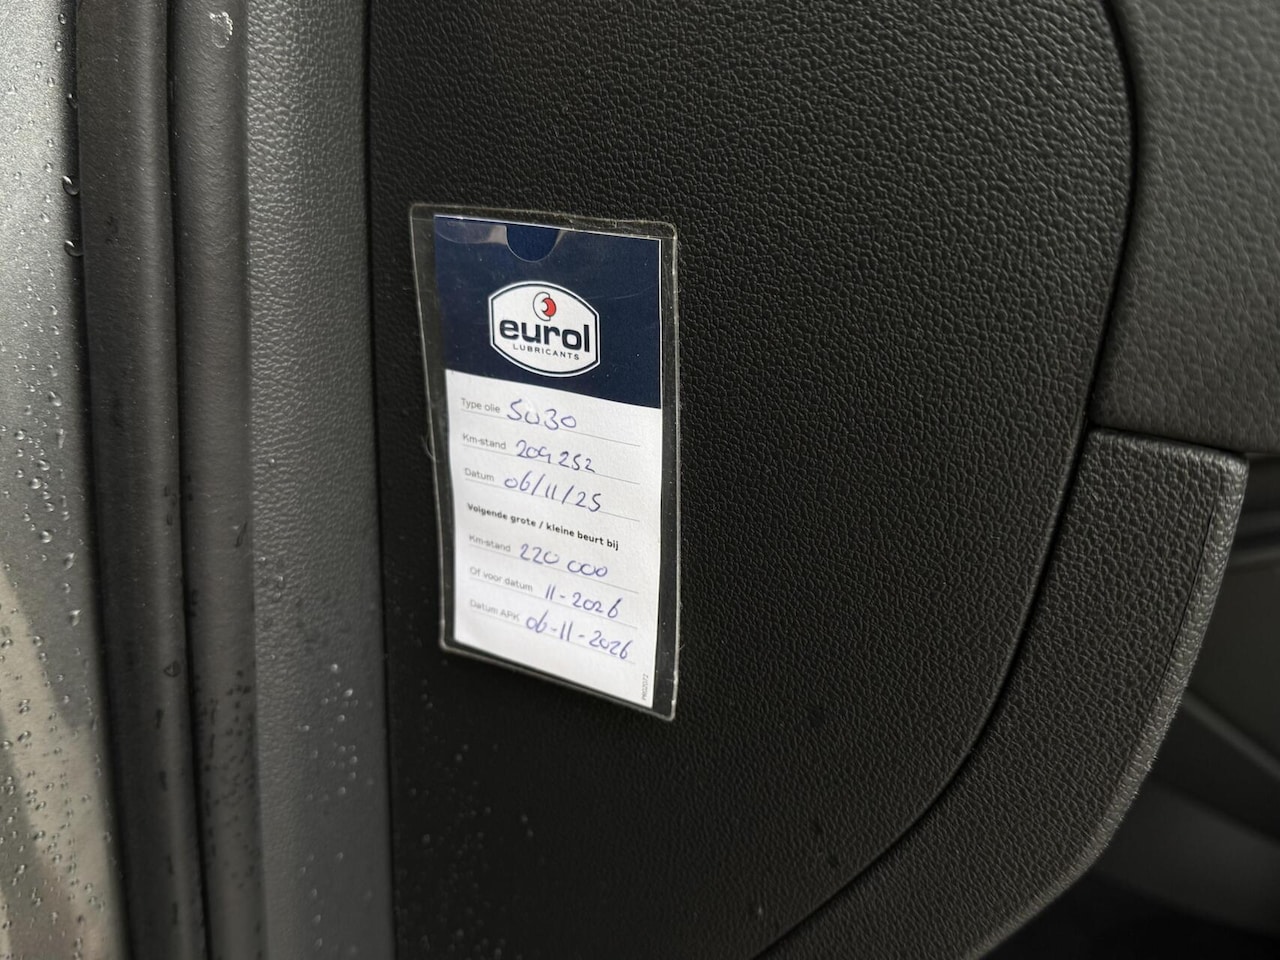 eurol
LUBRICANTS
Type olie 5w30
Km-stand 209 252
Datum 06/11/25
Volgende grote / kleine beurt bij
Km-stand 220 000
Of voor datum 11-2026
Datum APK 06-11-2026